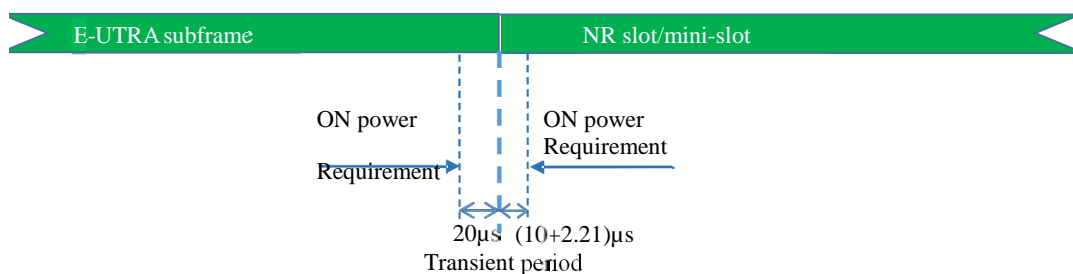 E-UTRA subframe
NR slot/mini-slot
ON power
Requirement
ON power
Requirement
20µs
(10+2.21)µs
Transient period